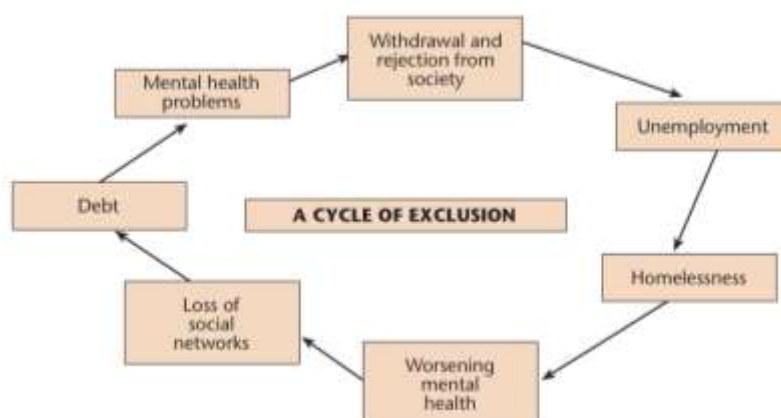 Withdrawal and
rejection from
society
Mental health
problems
Unemployment
Debt
A CYCLE OF EXCLUSION
Homelessness
Loss of
social
networks
Worsening
mental
health